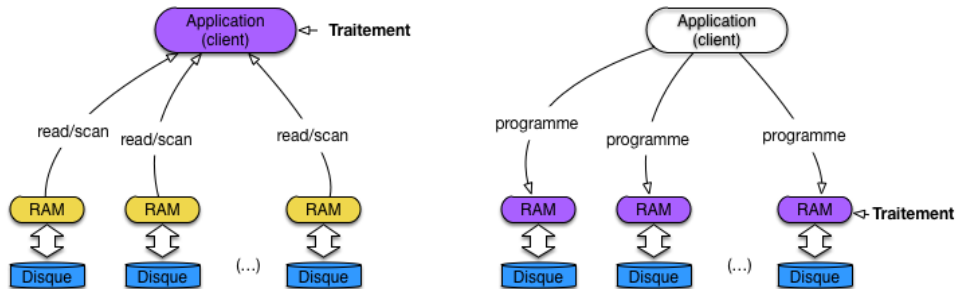 Application
(client)
Traitement
read/scan
read/scan
read/scan
RAM
RAM
RAM
Disque
Disque
(...)
Disque
Application
(client)
programme
programme
programme
RAM
RAM
RAM
Traitement
Disque
Disque
(...)
Disque